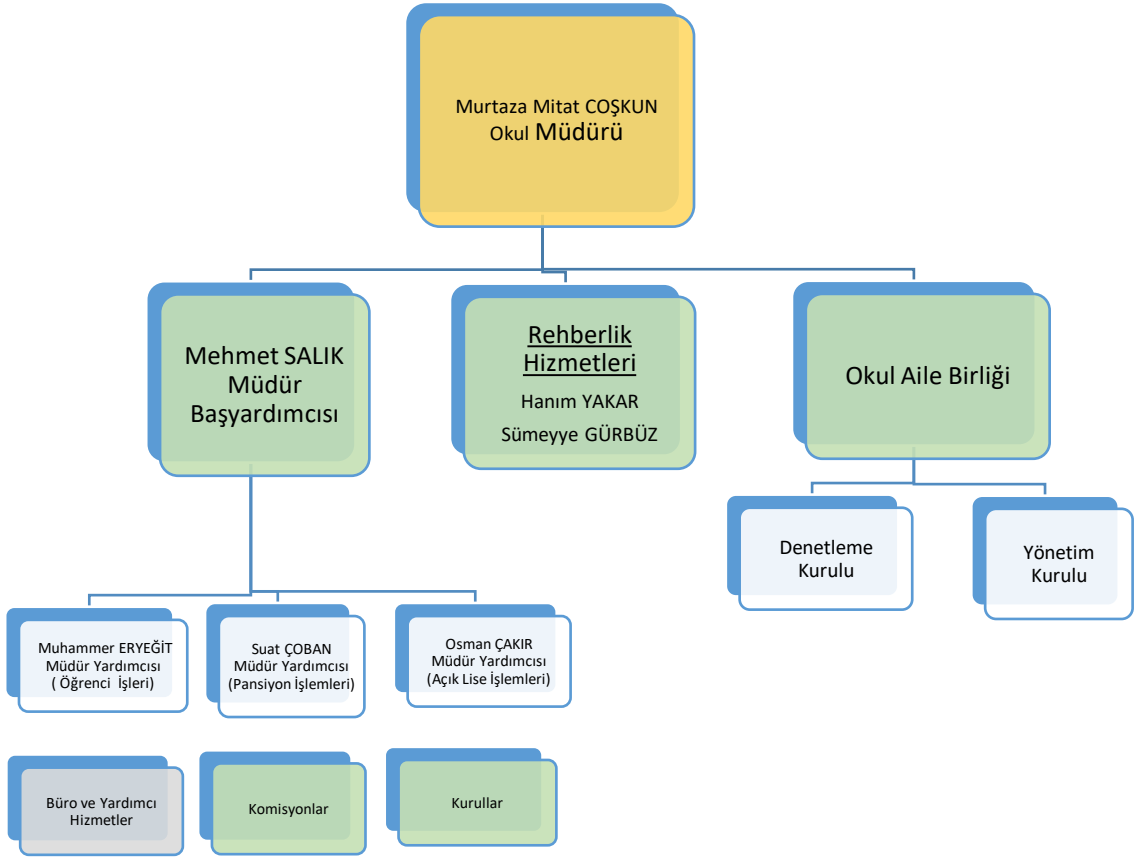 Murtaza Mitat COŞKUN
Okul Müdürü
Mehmet SALIK
Müdür
Başyardımcısı
Rehberlik
Hizmetleri
Hanım YAKAR
Sümeyye GÜRBÜZ
Okul Aile Birliği
Denetleme
Kurulu
Yönetim
Kurulu
Muhammer ERYEĞİT
Müdür Yardımcısı
( Öğrenci İşleri)
Suat ÇOBAN
Müdür Yardımcısı
(Pansiyon İşlemleri)
Osman ÇAKIR
Müdür Yardımcısı
(Açık Lise İşlemleri)
Büro ve Yardımcı
Hizmetler
Komisyonlar
Kurullar